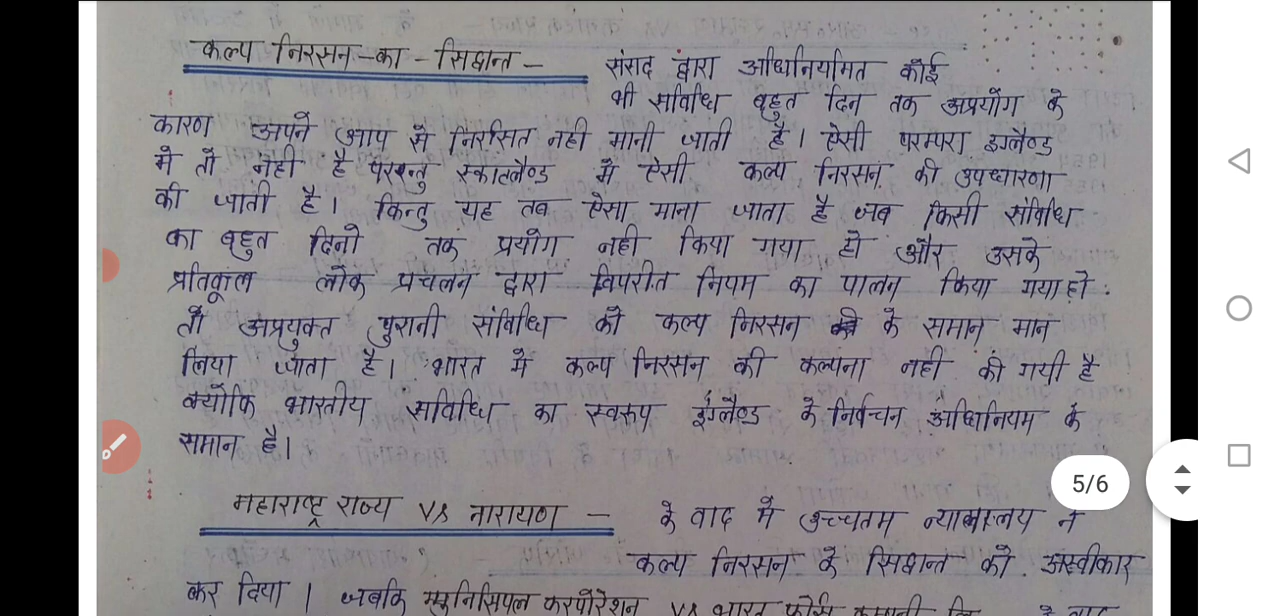 कल्प निरसन-का-सिद्धान्त- संसद द्वारा अधिनियमित कोई
भी संविधि बहुत दिन तक अप्रयोग के
कारण अपने आप मे निरसित नही मानी जाती है। ऐसी परम्परा इंग्लैण्ड
मे तो नही है परन्तु स्काटलैण्ड मे ऐसी कल्प निरसन की उपधारणा
की जाती है। किन्तु यह तब ऐसा माना जाता है जब किसी संविधि
का बहुत दिनो तक प्रयोग नही किया गया हो और उसके
प्रतिकूल लोक प्रचलन द्वारा विपरीत नियम का पालन किया गया हो
तो अप्रयुक्त पुरानी संविधि को कल्प निरसन के समान मान
लिया जाता है। भारत मे कल्प निरसन की कल्पना नही की गयी है
क्योकि भारतीय संविधि का स्वरूप इंग्लैण्ड के निर्वचन अधिनियम के
समान है।
5/6
महाराष्ट्र राज्य VS नारायण - के वाद मे उच्चतम न्यायालय ने
कल्प निरसन के सिद्धान्त को अस्वीकार
कर दिया। जबकि म्युनिसिपल करपोरेशन VS भारत